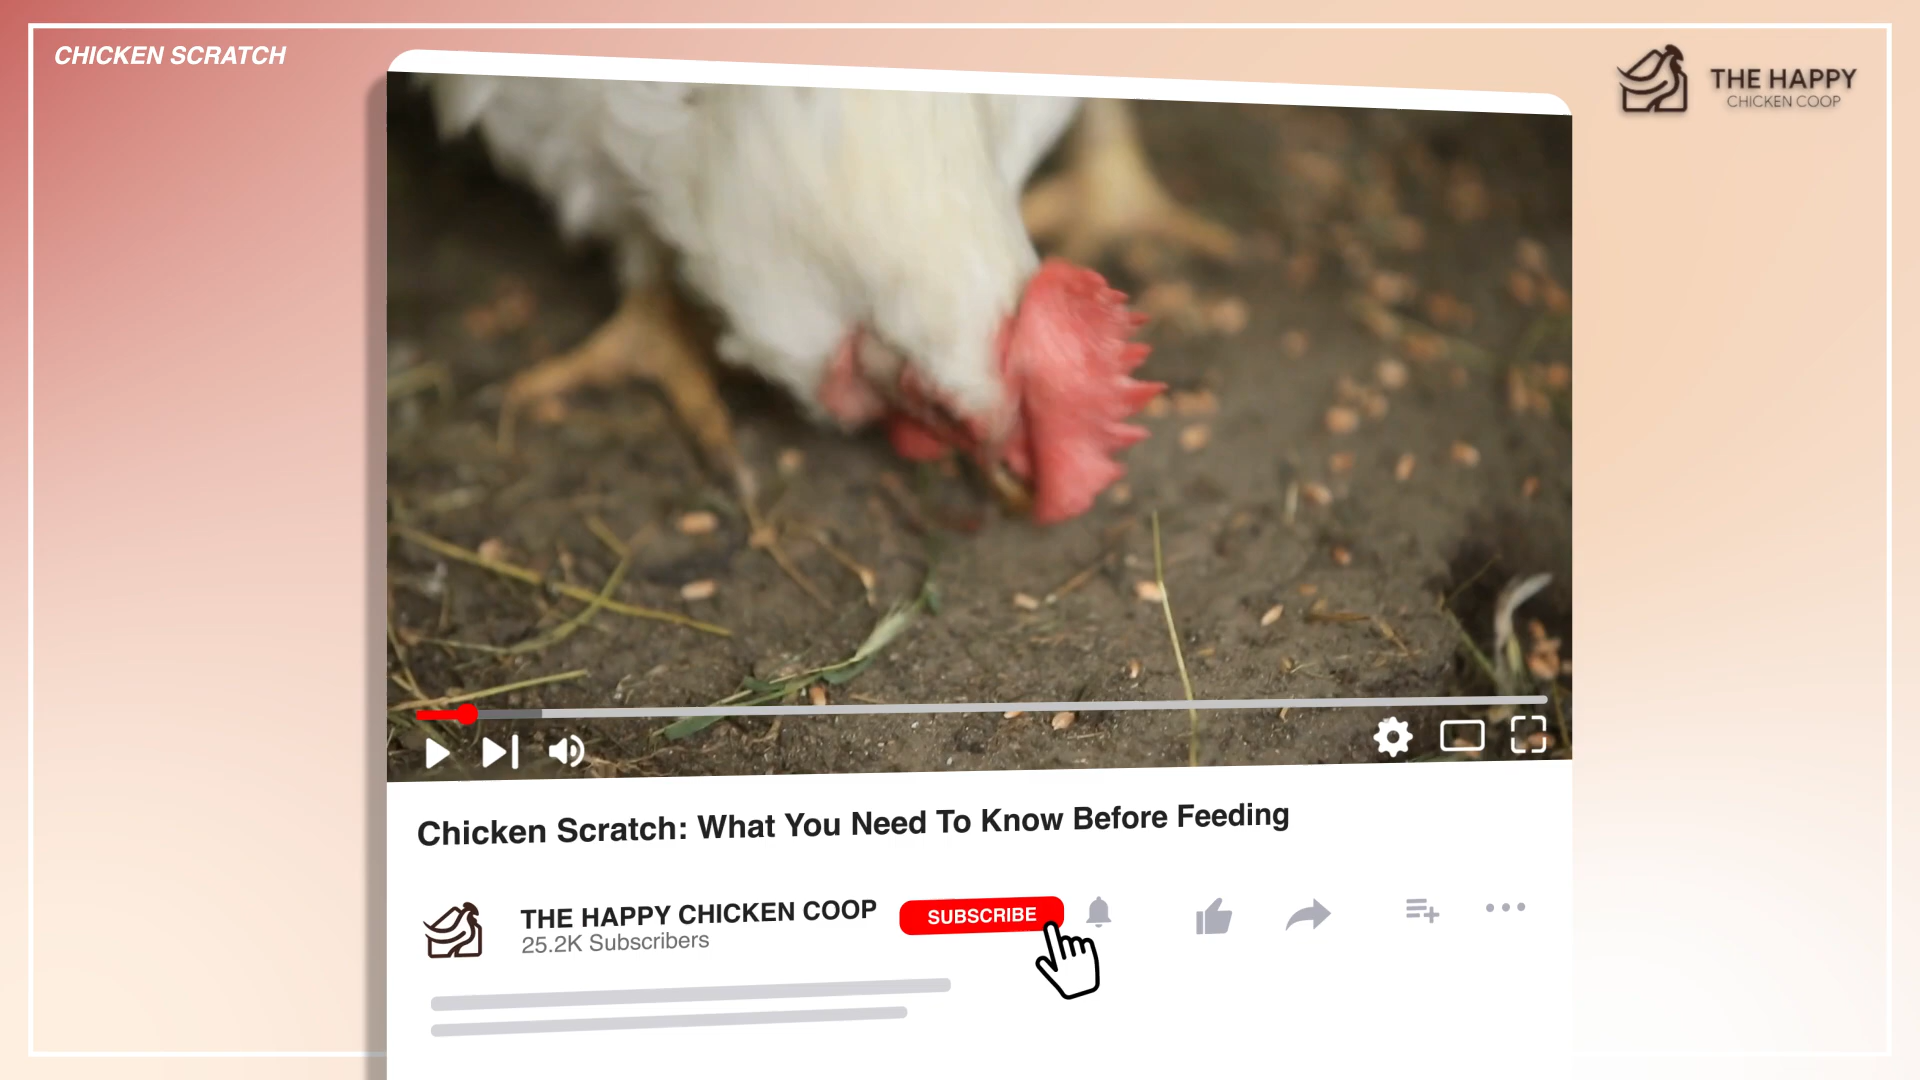 CHICKEN SCRATCH
THE HAPPY
CHICKEN COOP
Chicken Scratch: What You Need To Know Before Feeding
THE HAPPY CHICKEN COOP
25.2K Subscribers
SUBSCRIBE